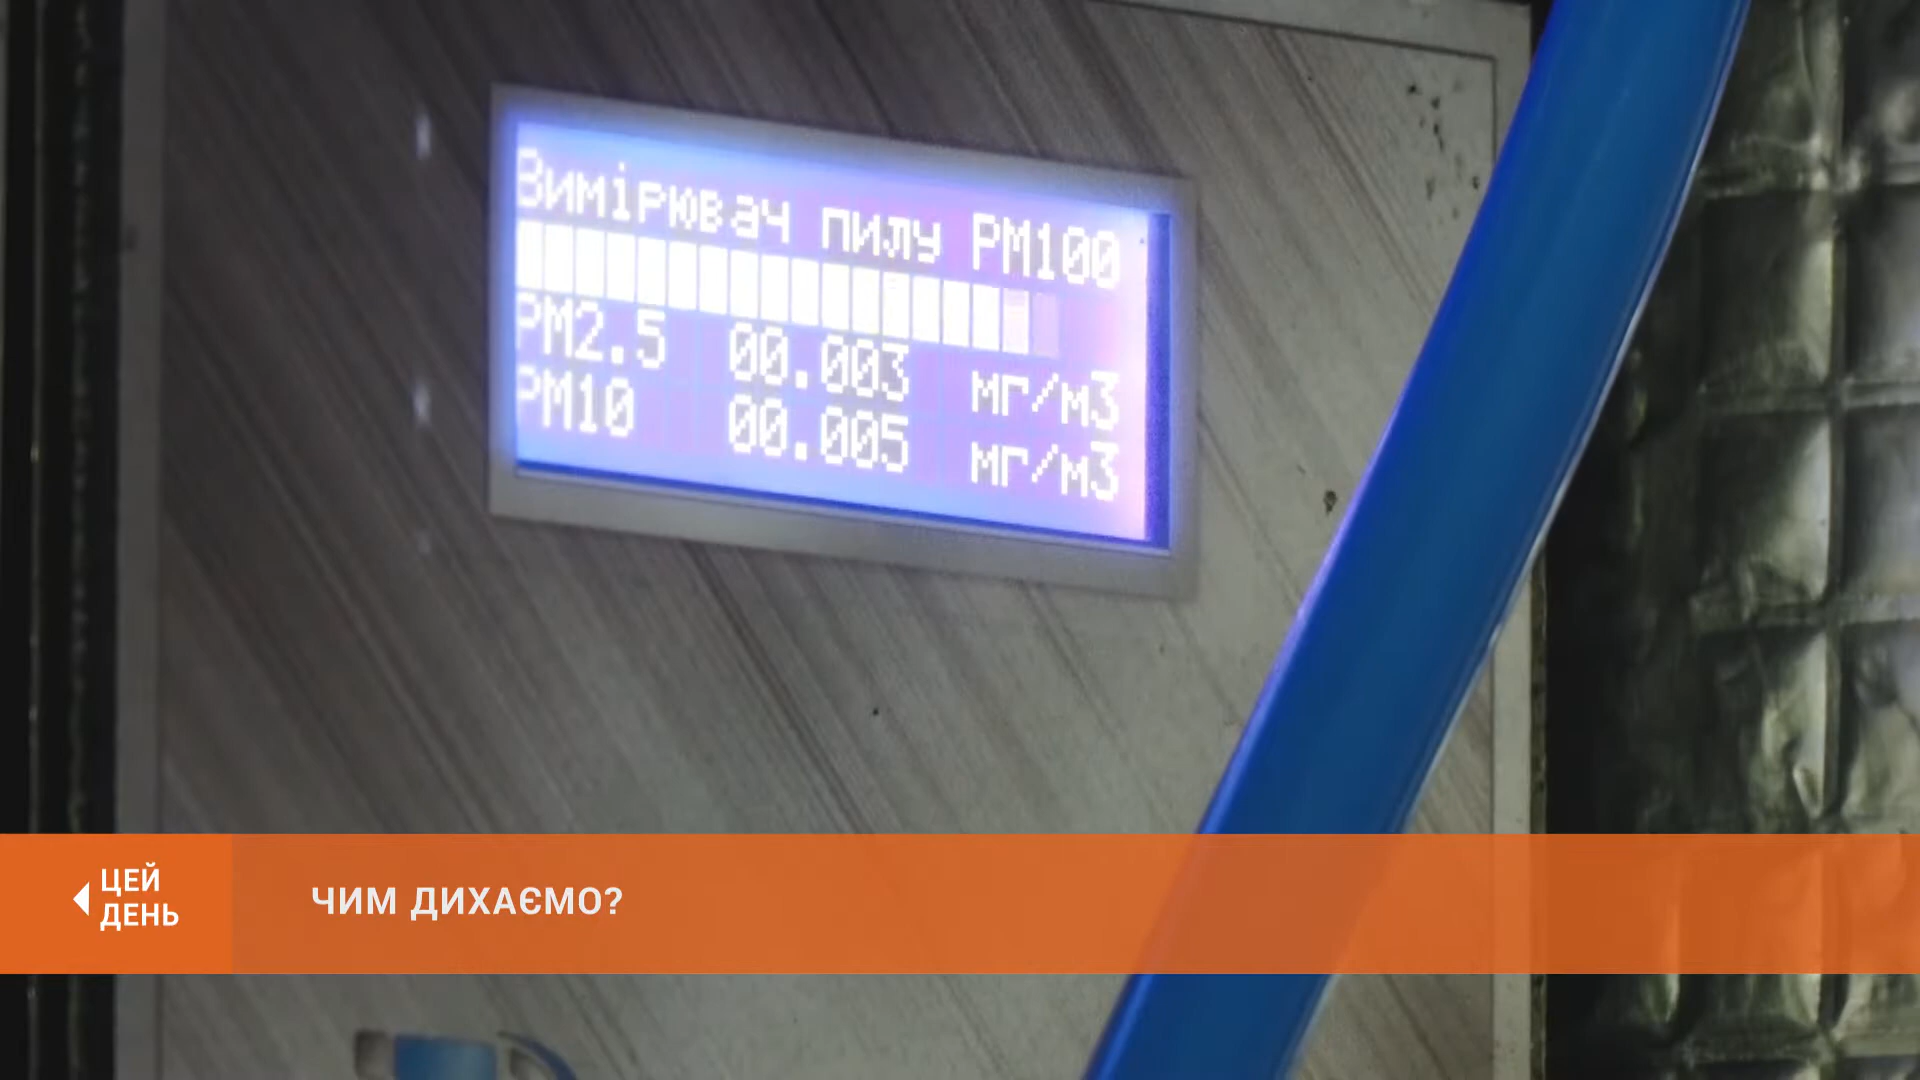 Вимірювач пилу PM100
PM2.5 00.003 мг/м3
PM10 00.005 мг/м3
ЦЕЙ
ДЕНЬ
ЧИМ ДИХАЄМО?